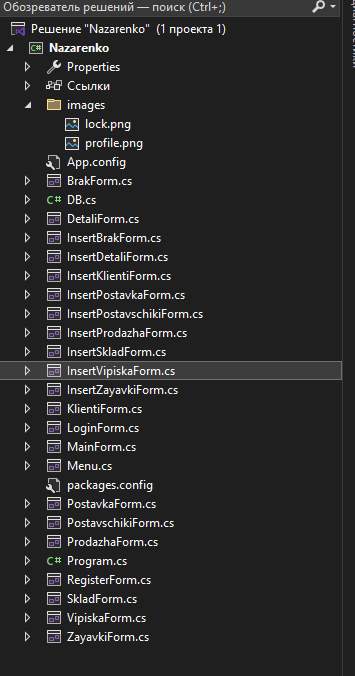 Обозреватель решений — поиск (Ctrl+;)
Решение "Nazarenko" (1 проекта 1)
Nazarenko
Properties
Ссылки
images
lock.png
profile.png
App.config
BrakForm.cs
C# DB.cs
DetaliForm.cs
InsertBrakForm.cs
InsertDetaliForm.cs
InsertKlientiForm.cs
InsertPostavkaForm.cs
InsertPostavschikiForm.cs
InsertProdazhaForm.cs
InsertSkladForm.cs
InsertVipiskaForm.cs
InsertZayavkiForm.cs
KlientiForm.cs
LoginForm.cs
MainForm.cs
Menu.cs
packages.config
PostavkaForm.cs
PostavschikiForm.cs
ProdazhaForm.cs
C# Program.cs
RegisterForm.cs
SkladForm.cs
VipiskaForm.cs
ZayavkiForm.cs